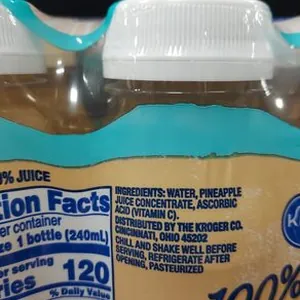 % JUICE
tion Facts
er container
ze 1 bottle (240mL)
er serving
ries 120
% Daily Value
INGREDIENTS: WATER, PINEAPPLE
JUICE CONCENTRATE, ASCORBIC
ACID (VITAMIN C).
DISTRIBUTED BY THE KROGER CO.
CINCINNATI, OHIO 45202
CHILL AND SHAKE WELL BEFORE
SERVING, REFRIGERATE AFTER
OPENING, PASTEURIZED
100%
K